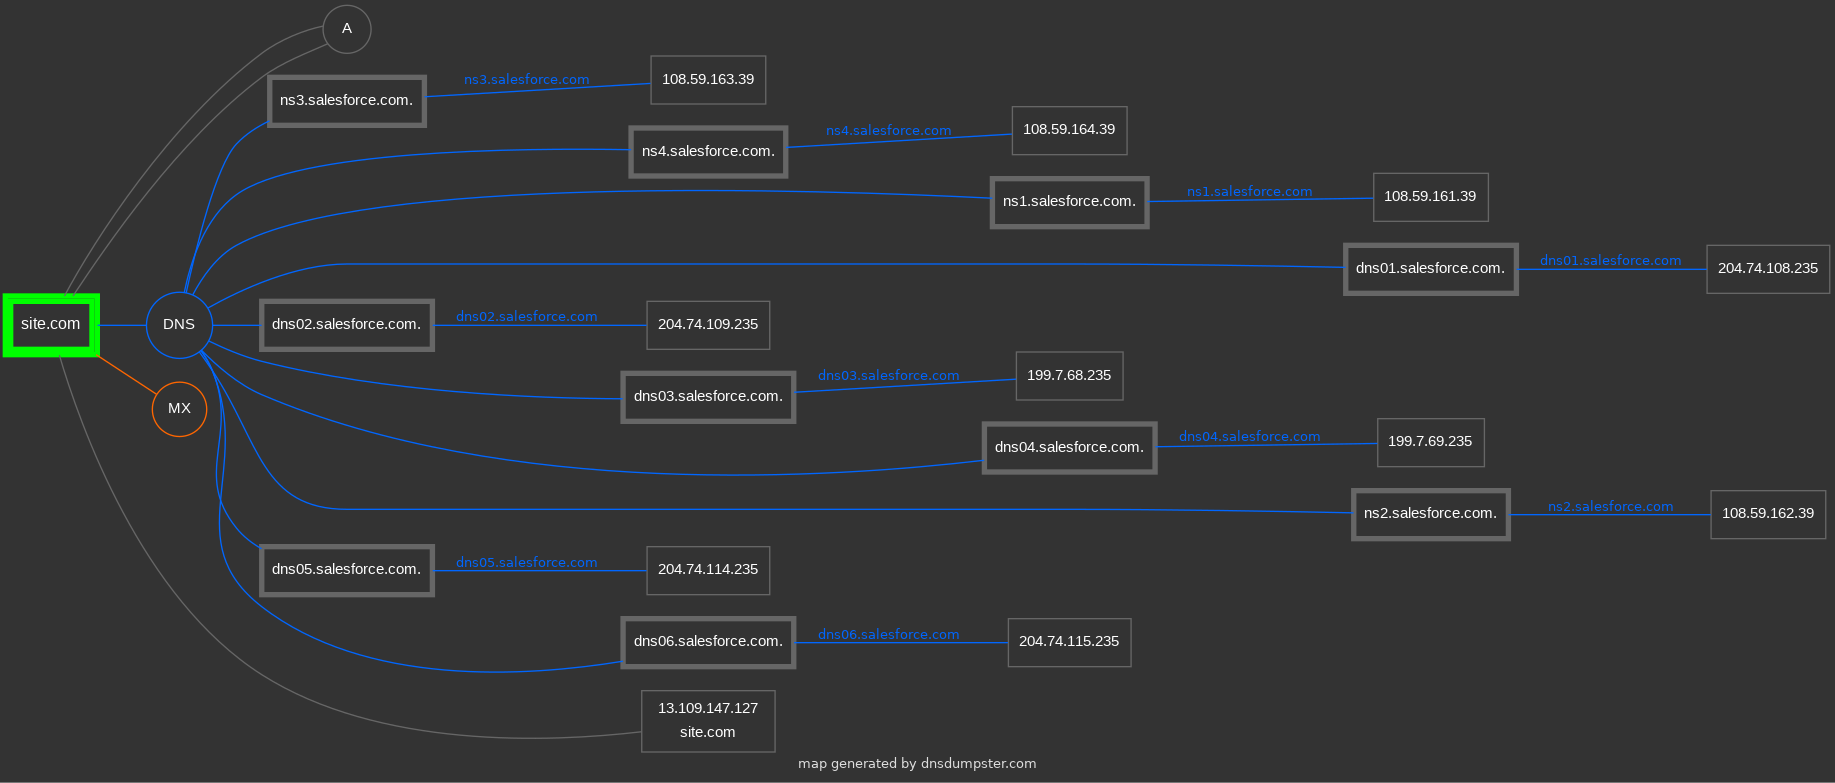 A
ns3.salesforce.com.
ns3.salesforce.com
108.59.163.39
ns4.salesforce.com.
ns4.salesforce.com
108.59.164.39
ns1.salesforce.com.
ns1.salesforce.com
108.59.161.39
dns01.salesforce.com.
dns01.salesforce.com
204.74.108.235
site.com
DNS
dns02.salesforce.com.
dns02.salesforce.com
204.74.109.235
dns03.salesforce.com.
dns03.salesforce.com
199.7.68.235
MX
dns04.salesforce.com.
dns04.salesforce.com
199.7.69.235
ns2.salesforce.com.
ns2.salesforce.com
108.59.162.39
dns05.salesforce.com.
dns05.salesforce.com
204.74.114.235
dns06.salesforce.com.
dns06.salesforce.com
204.74.115.235
13.109.147.127
site.com
map generated by dnsdumpster.com